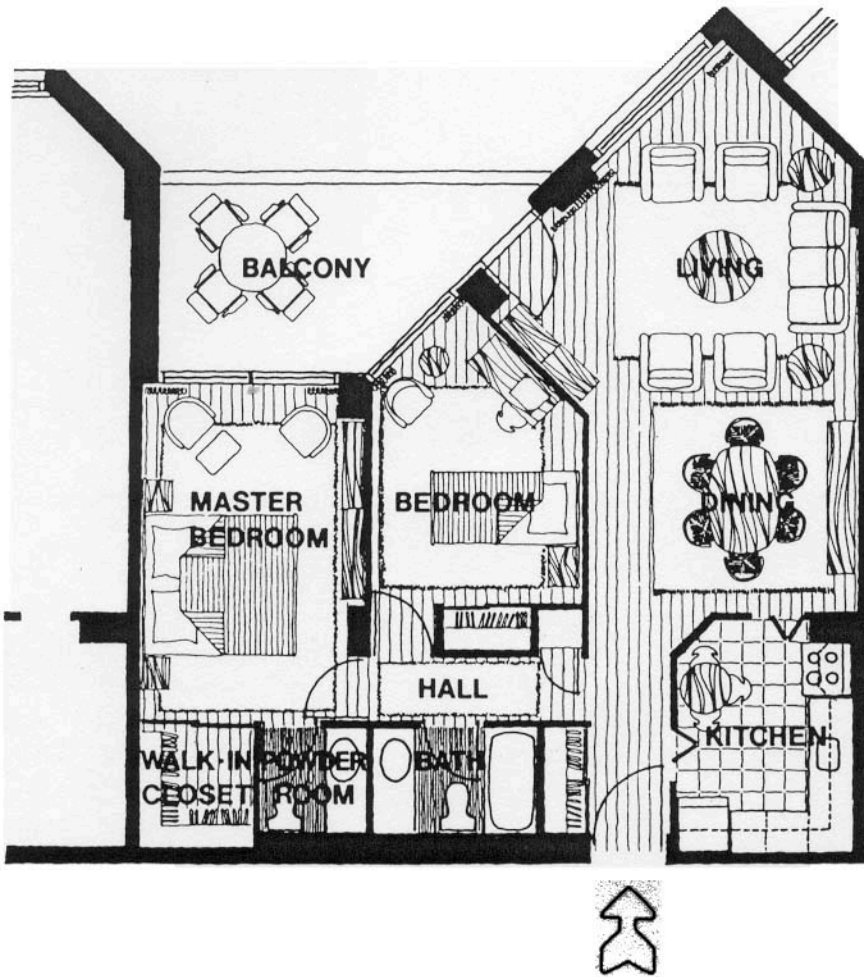 BALCONY
LIVING
MASTER
BEDROOM
BEDROOM
DINING
HALL
KITCHEN
WALK-IN
CLOSET
POWDER
ROOM
BATH